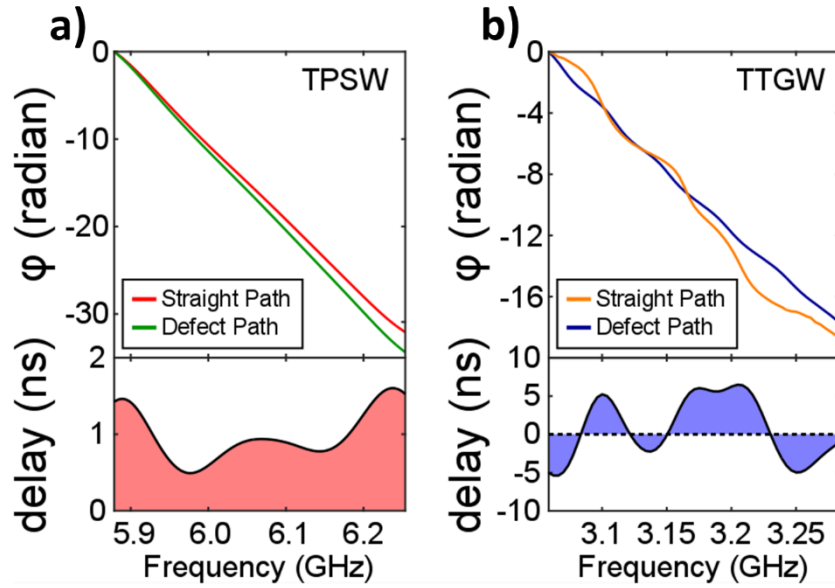 a)
TPSW
φ (radian)
0
-10
-20
-30
Straight Path
Defect Path
delay (ns)
2
1
0
5.9 6.0 6.1 6.2
Frequency (GHz)
b)
TTGW
φ (radian)
0
-4
-8
-12
-16
Straight Path
Defect Path
delay (ns)
10
5
0
-5
-10
3.1 3.15 3.2 3.25
Frequency (GHz)